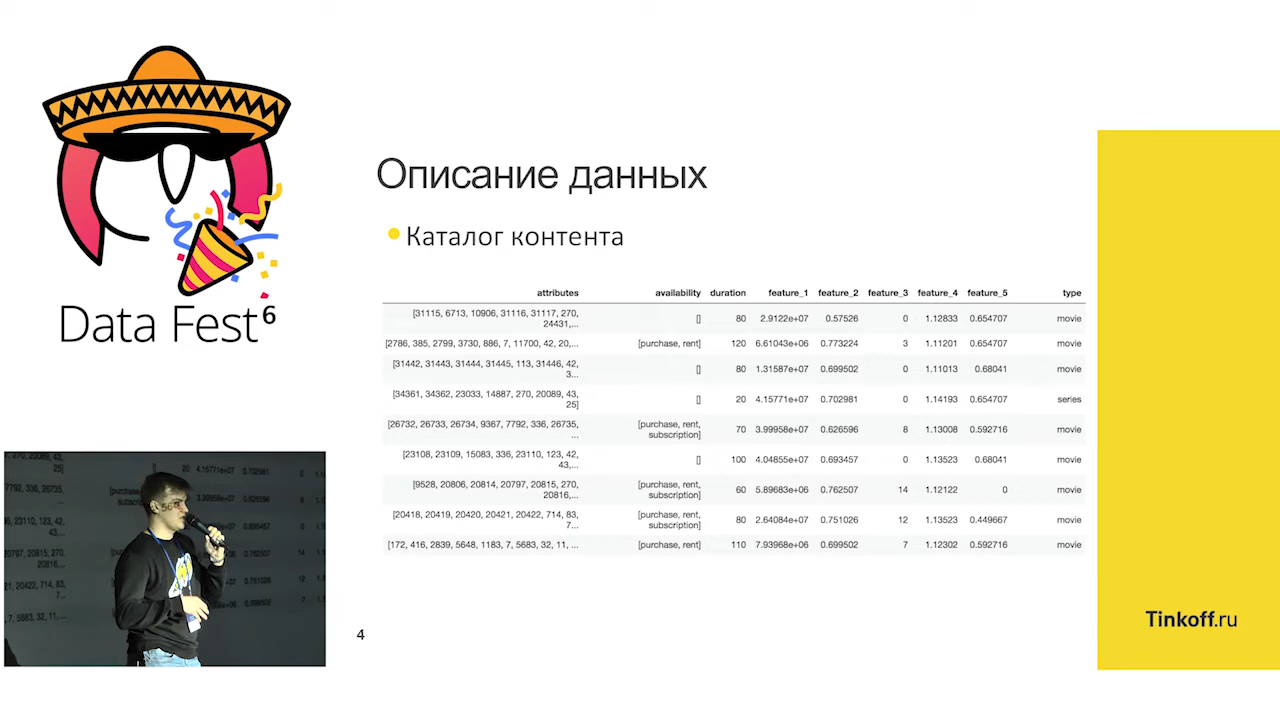 Data Fest⁶
Описание данных
Каталог контента
attributes availability duration feature_1 feature_2 feature_3 feature_4 feature_5 type
[31115, 6713, 10906, 31116, 31117, 270,
24431,... [] 80 2.9122e+07 0.57526 0 1.12833 0.654707 movie
[2786, 385, 2799, 3730, 886, 7, 11700, 42, 20,... [purchase, rent] 120 6.61043e+06 0.773224 3 1.11201 0.654707 movie
[31442, 31443, 31444, 31445, 113, 31446, 42,
3... [] 80 1.31587e+07 0.699502 0 1.11013 0.68041 movie
[34361, 34362, 23033, 14887, 270, 20089, 43,
25] [] 20 4.15771e+07 0.702981 0 1.14193 0.654707 series
[26732, 26733, 26734, 9367, 7792, 336, 26735,
... [purchase, rent,
subscription] 70 3.99958e+07 0.626596 8 1.13008 0.592716 movie
[23108, 23109, 15083, 336, 23110, 123, 42,
43,... [] 100 4.04855e+07 0.693457 0 1.13523 0.68041 movie
[9528, 20806, 20814, 20797, 20815, 270,
20816,... [purchase, rent,
subscription] 60 5.89683e+06 0.762507 14 1.12122 0 movie
[20418, 20419, 20420, 20421, 20422, 714, 83,
7... [purchase, rent,
subscription] 80 2.64084e+07 0.751026 12 1.13523 0.449667 movie
[172, 416, 2839, 5648, 1183, 7, 5683, 32, 11, ... [purchase, rent] 110 7.93968e+06 0.699502 7 1.12302 0.592716 movie
4
Tinkoff.ru